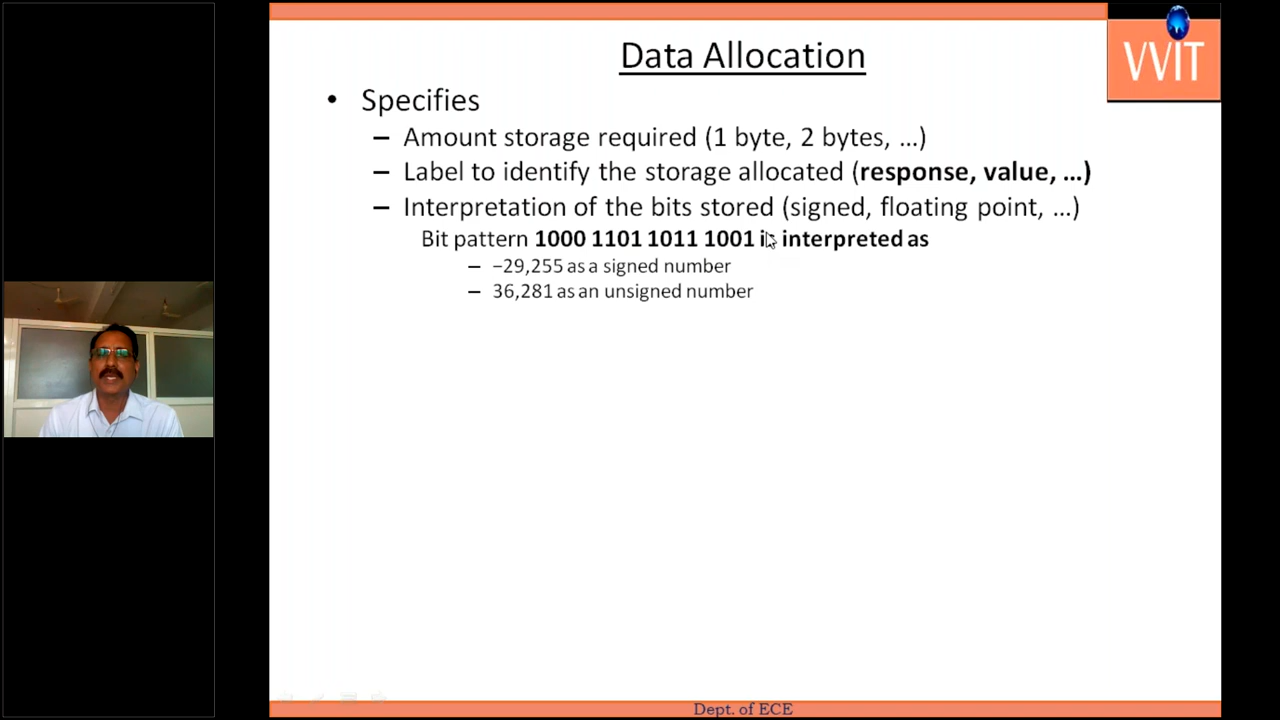 Data Allocation
VVIT
• Specifies
– Amount storage required (1 byte, 2 bytes, …)
– Label to identify the storage allocated (response, value, …)
– Interpretation of the bits stored (signed, floating point, …)
Bit pattern 1000 1101 1011 1001 is interpreted as
– −29,255 as a signed number
– 36,281 as an unsigned number
Dept. of ECE